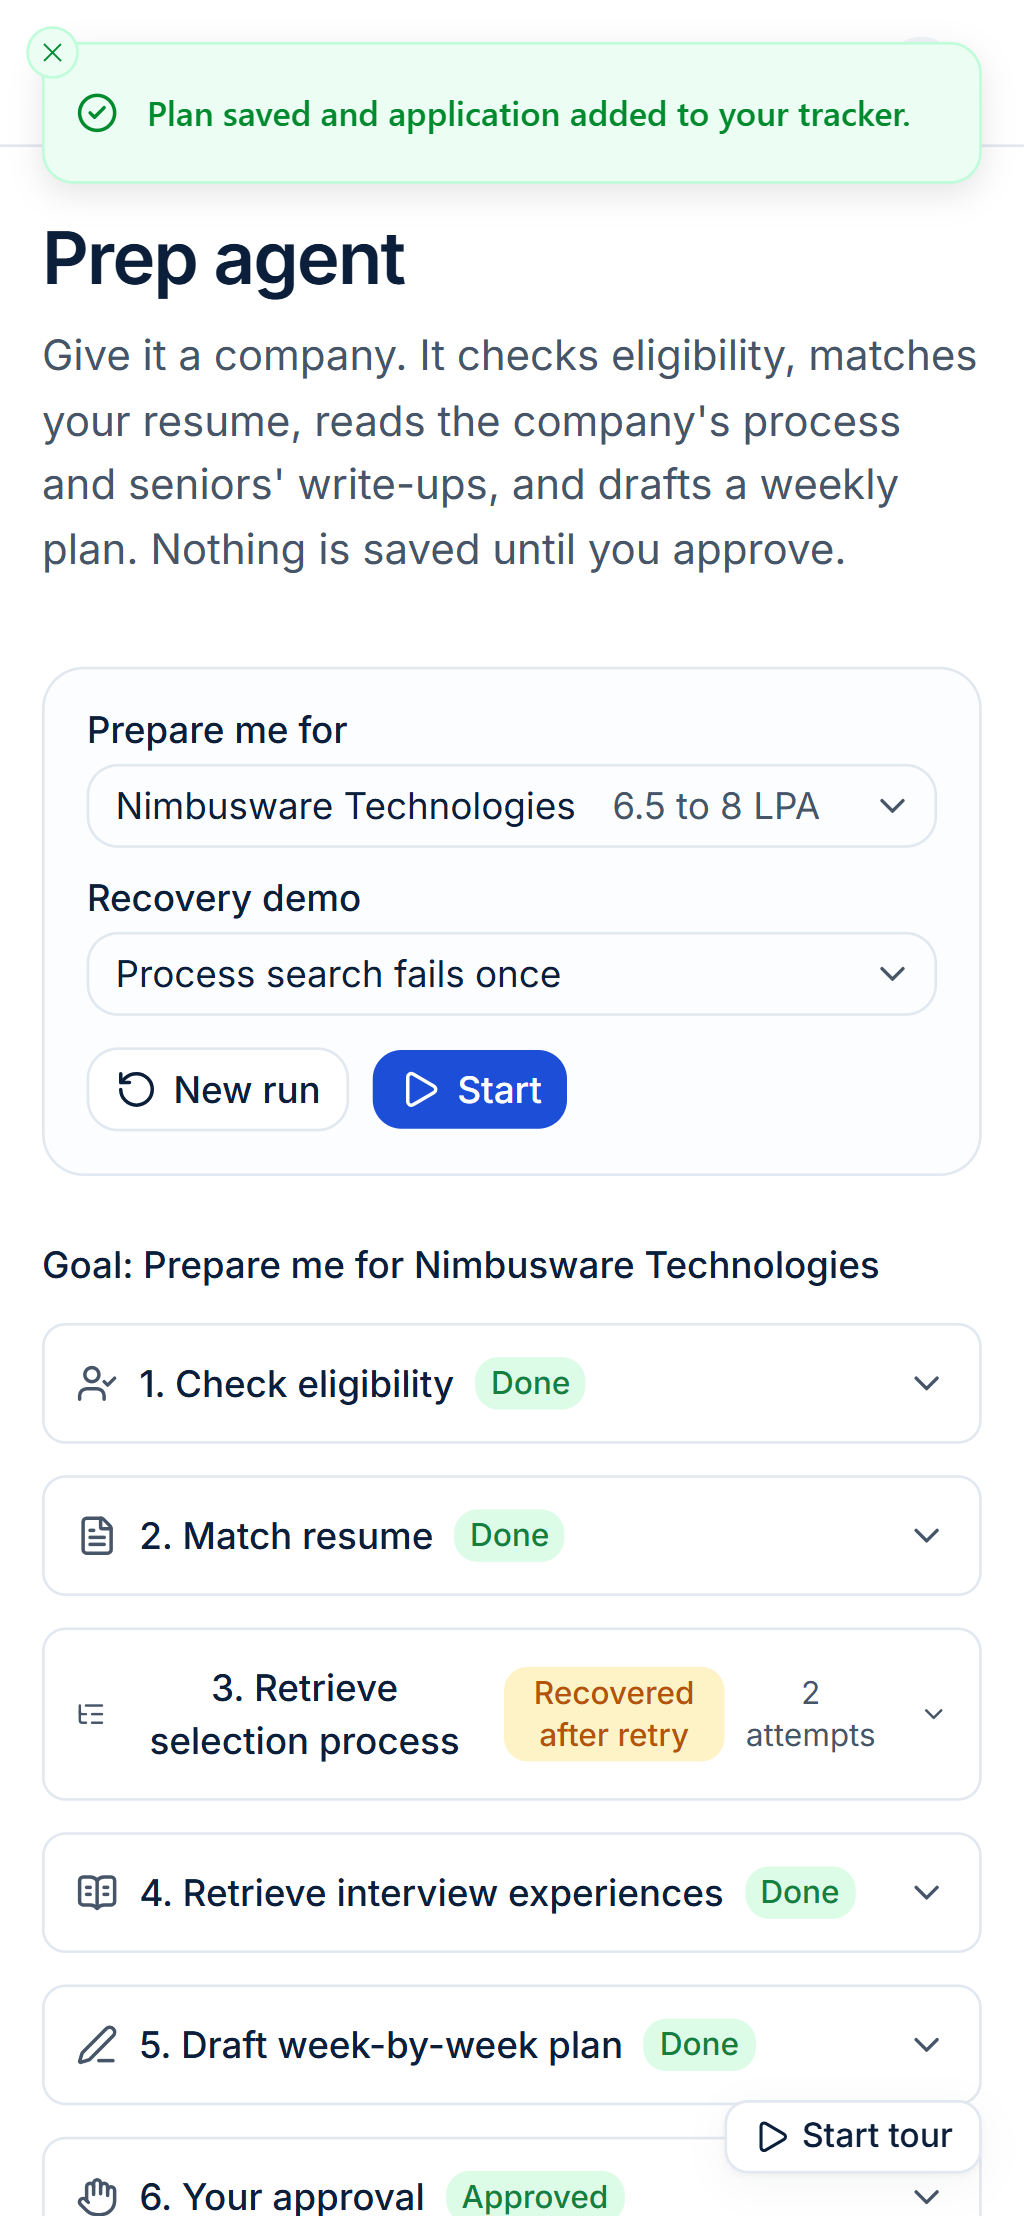 Plan saved and application added to your tracker.
Prep agent
Give it a company. It checks eligibility, matches
your resume, reads the company's process
and seniors' write-ups, and drafts a weekly
plan. Nothing is saved until you approve.
Prepare me for
Nimbusware Technologies 6.5 to 8 LPA
Recovery demo
Process search fails once
New run
Start
Goal: Prepare me for Nimbusware Technologies
1. Check eligibility Done
2. Match resume Done
3. Retrieve
selection process
Recovered
after retry
2
attempts
4. Retrieve interview experiences Done
5. Draft week-by-week plan Done
Start tour
6. Your approval Approved